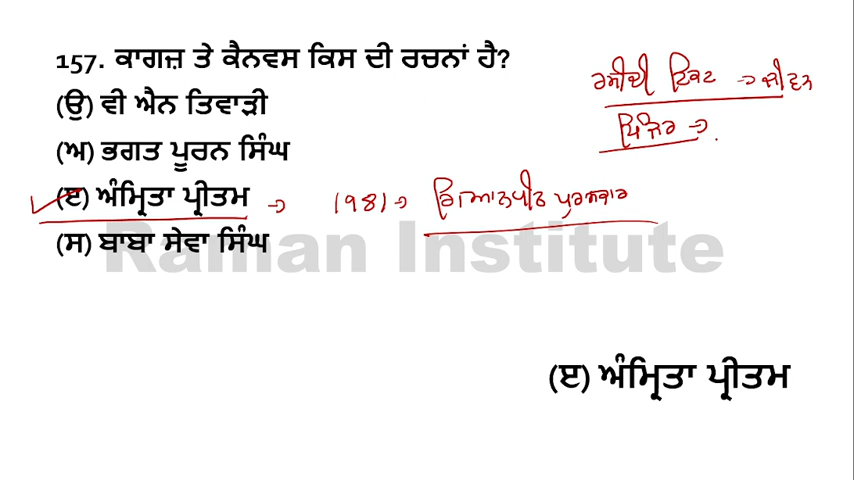 157. ਕਾਗਜ਼ ਤੇ ਕੈਨਵਸ ਕਿਸ ਦੀ ਰਚਨਾਂ ਹੈ?
(ੳ) ਵੀ ਐਨ ਤਿਵਾੜੀ
(ਅ) ਭਗਤ ਪੂਰਨ ਸਿੰਘ
(ੲ) ਅੰਮ੍ਰਿਤਾ ਪ੍ਰੀਤਮ → 1981 → ਗਿਆਨਪੀਠ ਪੁਰਸਕਾਰ
(ਸ) ਬਾਬਾ ਸੇਵਾ ਸਿੰਘ
ਰਸੀਦੀ ਟਿਕਟ → ਜੀਵਨ
ਪਿੰਜਰ →
Raman Institute
(ੲ) ਅੰਮ੍ਰਿਤਾ ਪ੍ਰੀਤਮ